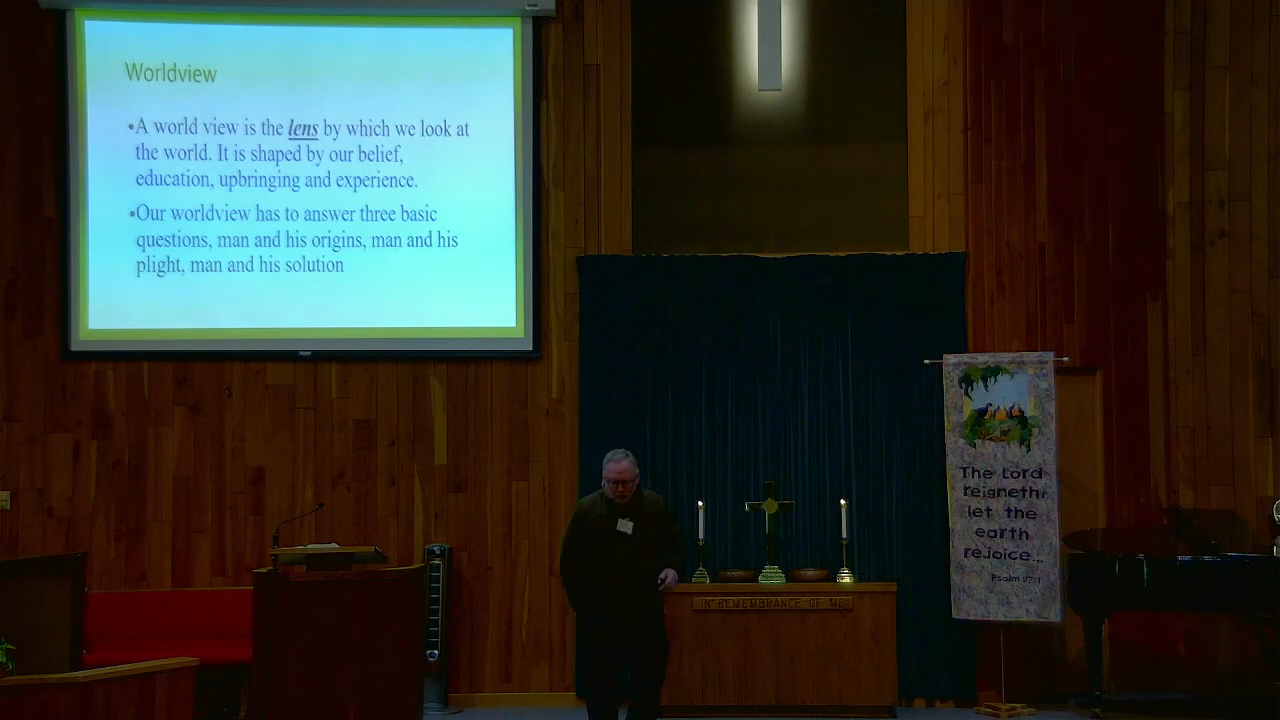 Worldview
•A world view is the lens by which we look at
the world. It is shaped by our belief,
education, upbringing and experience.
•Our worldview has to answer three basic
questions, man and his origins, man and his
plight, man and his solution
IN REMEMBRANCE OF ME
The Lord
reigneth;
let the
earth
rejoice...
Psalm 97:1